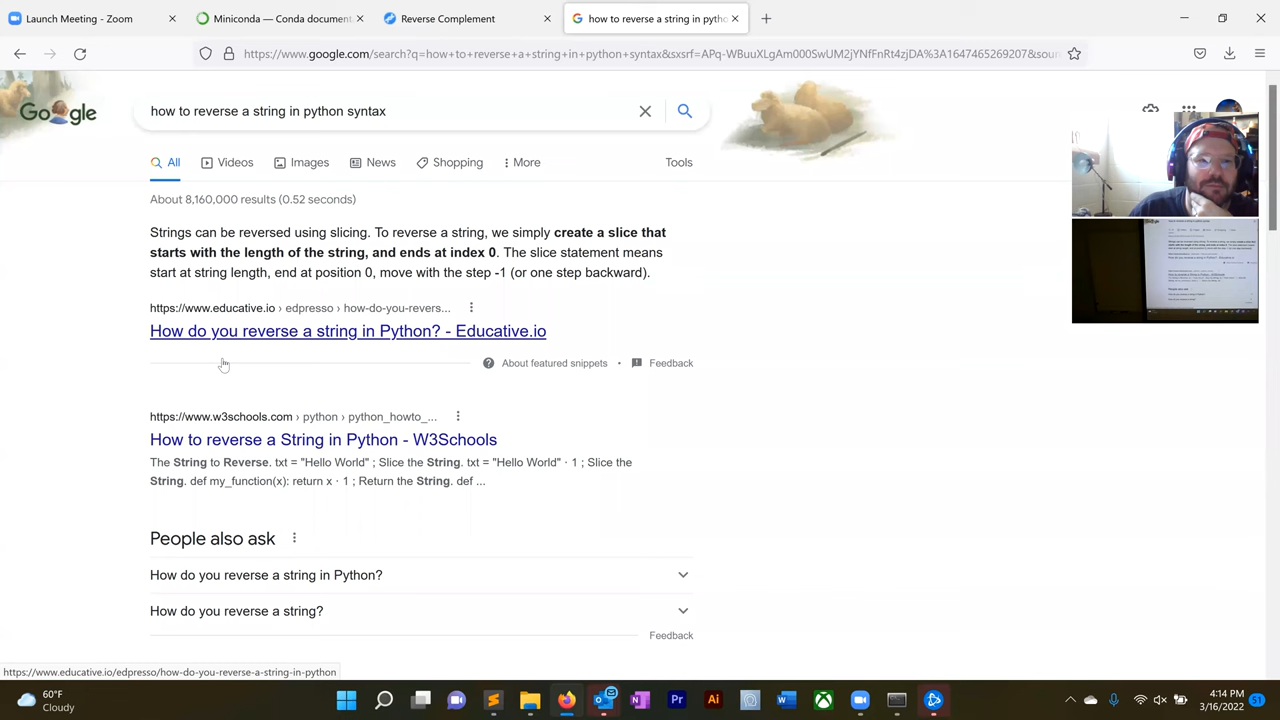 Launch Meeting - Zoom
Miniconda — Conda document
Reverse Complement
how to reverse a string in pytho
https://www.google.com/search?q=how+to+reverse+a+string+in+python+syntax&sxsrf=APq-WBuuXLgAm000SwUM2jYNfFnRt4zjDA%3A1647465269207&sour
Google
how to reverse a string in python syntax
All
Videos
Images
News
Shopping
More
Tools
About 8,160,000 results (0.52 seconds)
Strings can be reversed using slicing. To reverse a string, we simply create a slice that
starts with the length of the string, and ends at index 0. The slice statement means
start at string length, end at position 0, move with the step -1 (or one step backward).
https://www.educative.io › edpresso › how-do-you-revers...
How do you reverse a string in Python? - Educative.io
About featured snippets • Feedback
https://www.w3schools.com › python › python_howto_...
How to reverse a String in Python - W3Schools
The String to Reverse. txt = "Hello World" ; Slice the String. txt = "Hello World" · 1 ; Slice the
String. def my_function(x): return x · 1 ; Return the String. def ...
People also ask
How do you reverse a string in Python?
How do you reverse a string?
Feedback
https://www.educative.io/edpresso/how-do-you-reverse-a-string-in-python
60°F
Cloudy
4:14 PM
3/16/2022
51